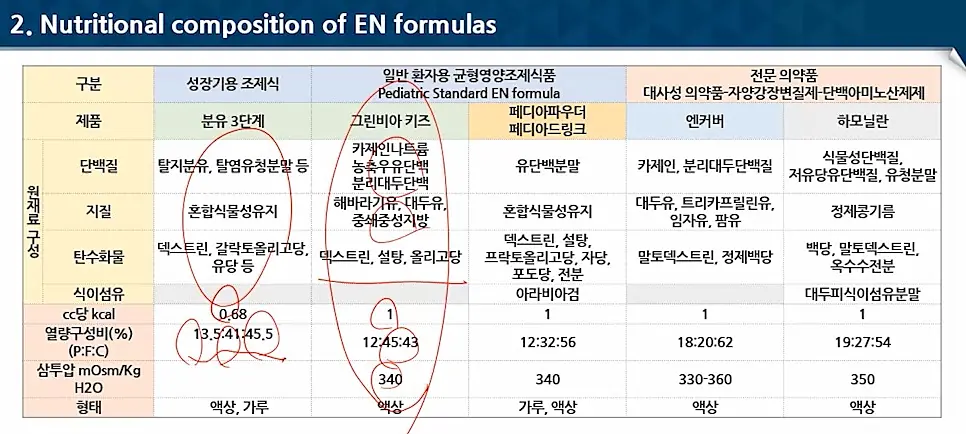 2. Nutritional composition of EN formulas
구분
성장기용 조제식
일반 환자용 균형영양조제식품
Pediatric Standard EN formula
전문 의약품
대사성 의약품-자양강장변질제-단백아미노산제제
제품
분유 3단계
그린비아 키즈
페디아파우더
페디아드링크
엔커버
하모닐란
원재료 구성
단백질
탈지분유, 탈염유청분말 등
카제인나트륨
농축우유단백
분리대두단백
유단백분말
카제인, 분리대두단백질
식물성단백질,
저유당유단백질, 유청분말
지질
혼합식물성유지
해바라기유, 대두유,
중쇄중성지방
혼합식물성유지
대두유, 트리카프릴린유,
임자유, 팜유
정제콩기름
탄수화물
덱스트린, 갈락토올리고당,
유당 등
덱스트린, 설탕, 올리고당
덱스트린, 설탕,
프락토올리고당, 자당,
포도당, 전분
말토덱스트린, 정제백당
백당, 말토덱스트린,
옥수수전분
식이섬유
아라비아검
대두피식이섬유분말
cc당 kcal
0.68
1
1
1
1
열량구성비(%)
(P:F:C)
13.5:41:45.5
12:45:43
12:32:56
18:20:62
19:27:54
삼투압 mOsm/Kg
H2O
340
340
330-360
350
형태
액상, 가루
액상
가루, 액상
액상
액상